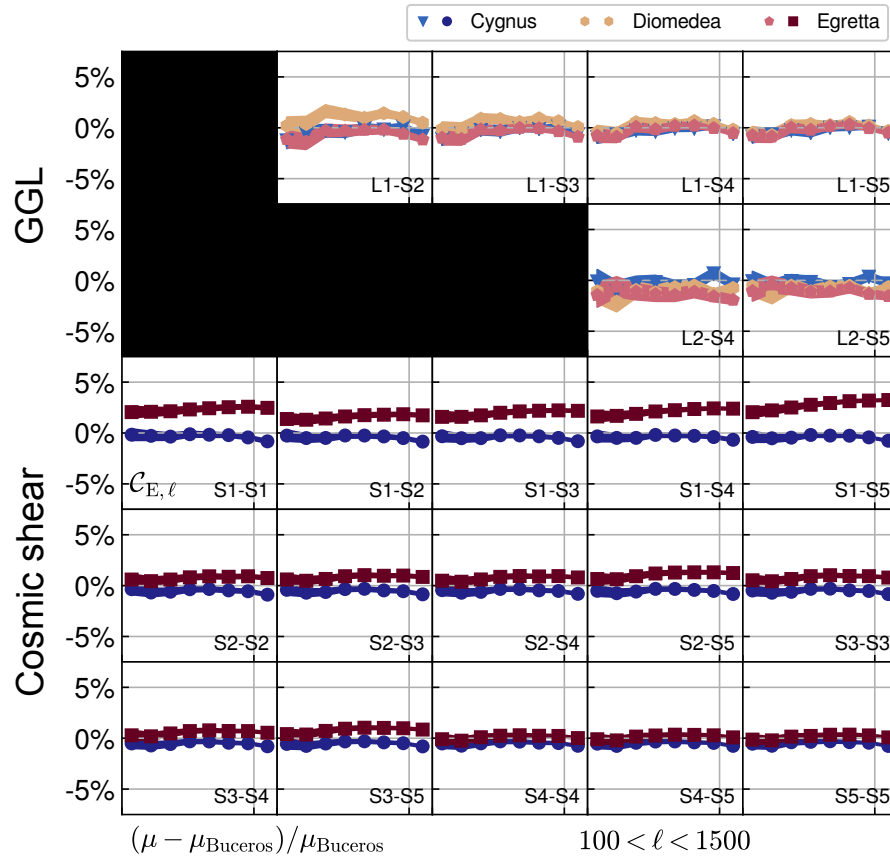 Cygnus Diomedea Egretta
GGL
5%
0%
-5%
L1-S2 L1-S3 L1-S4 L1-S5
5%
0%
-5%
L2-S4 L2-S5
Cosmic shear
5%
0%
-5%
𝒞E,ℓ S1-S1 S1-S2 S1-S3 S1-S4 S1-S5
5%
0%
-5%
S2-S2 S2-S3 S2-S4 S2-S5 S3-S3
5%
0%
-5%
S3-S4 S3-S5 S4-S4 S4-S5 S5-S5
(μ − μBuceros)/μBuceros 100 < ℓ < 1500